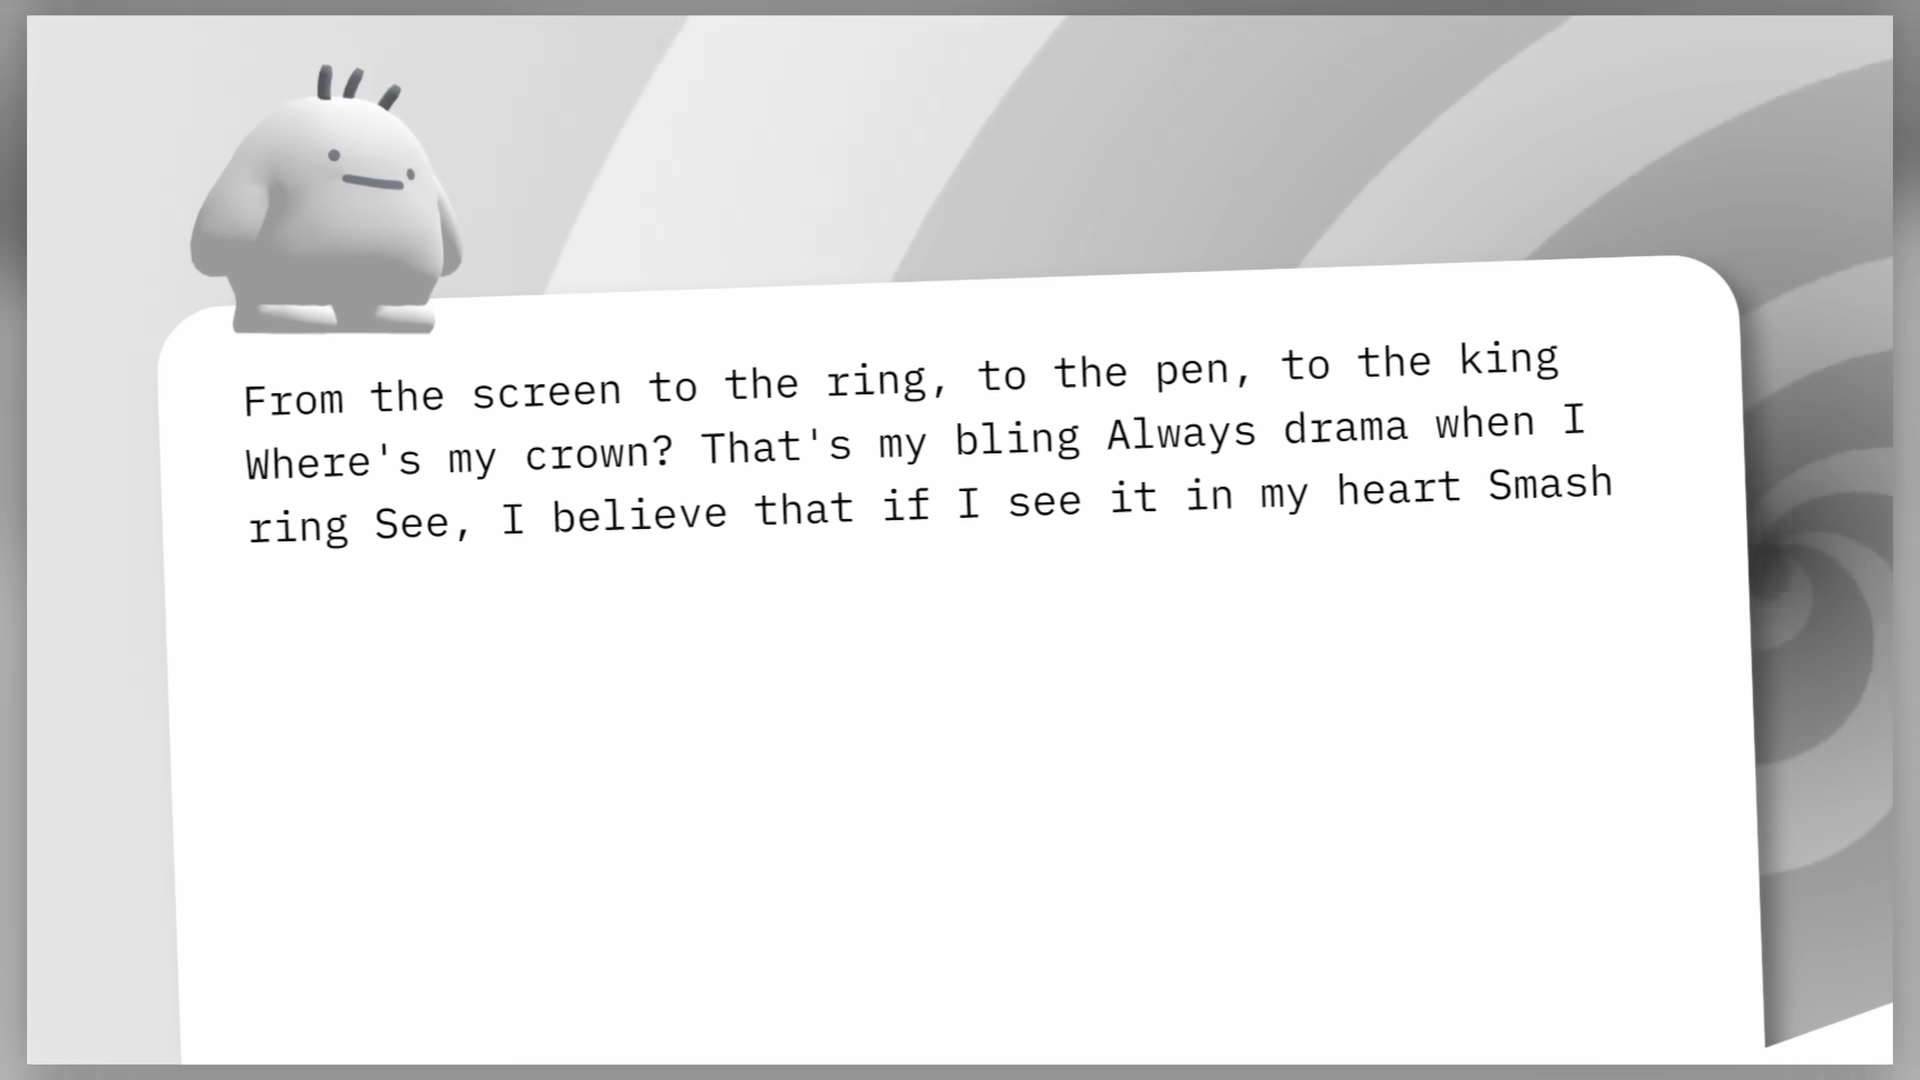 From the screen to the ring, to the pen, to the king
Where's my crown? That's my bling Always drama when I
ring See, I believe that if I see it in my heart Smash